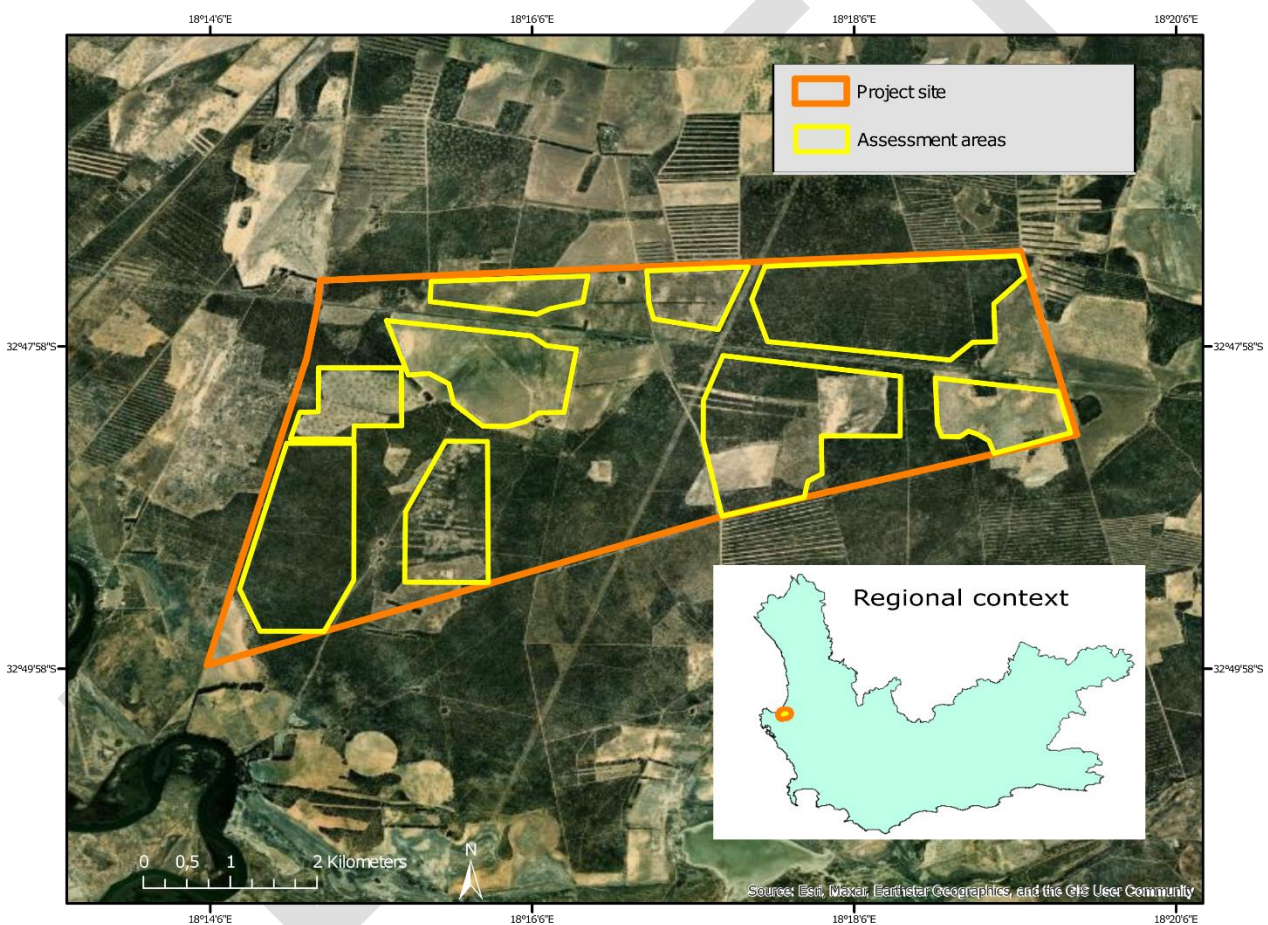 18°14'6"E
18°16'6"E
18°18'6"E
18°20'6"E
Project site
Assessment areas
32°47'58"S
32°47'58"S
Regional context
32°49'58"S
32°49'58"S
0 0,5 1 2 Kilometers
N
Source: Esri, Maxar, Earthstar Geographics, and the GIS User Community
18°14'6"E
18°16'6"E
18°18'6"E
18°20'6"E